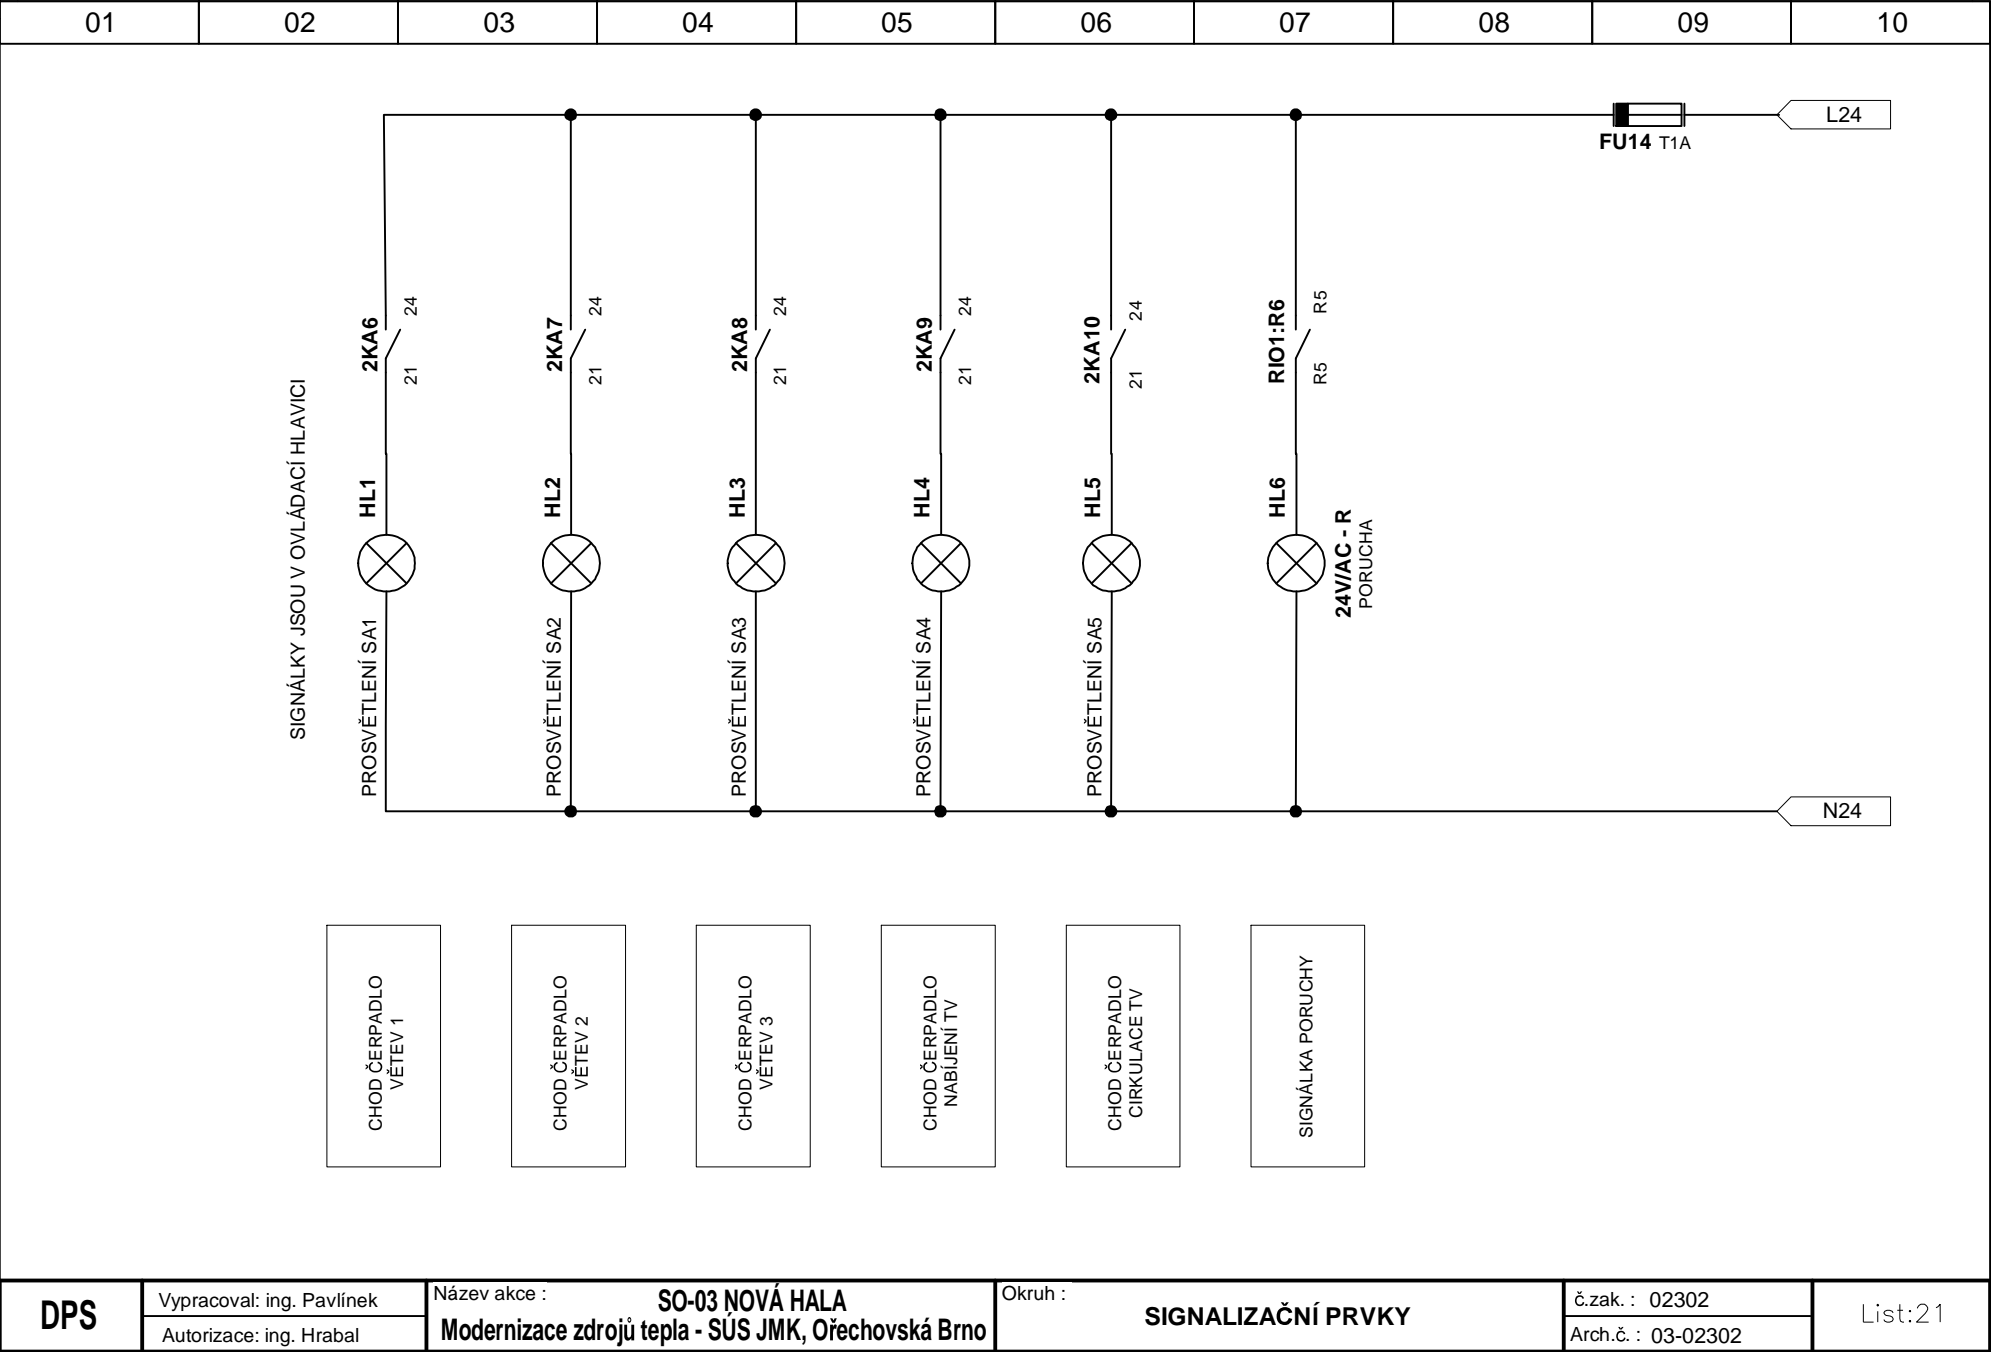 01 02 03 04 05 06 07 08 09 10
L24
FU14 T1A
2KA6 24 21
2KA7 24 21
2KA8 24 21
2KA9 24 21
2KA10 24 21
RIO1:R6 R5 R5
SIGNÁLKY JSOU V OVLÁDACÍ HLAVICI
HL1
HL2
HL3
HL4
HL5
HL6
24V/AC - R
PORUCHA
PROSVĚTLENÍ SA1
PROSVĚTLENÍ SA2
PROSVĚTLENÍ SA3
PROSVĚTLENÍ SA4
PROSVĚTLENÍ SA5
N24
CHOD ČERPADLO
VĚTEV 1
CHOD ČERPADLO
VĚTEV 2
CHOD ČERPADLO
VĚTEV 3
CHOD ČERPADLO
NABÍJENÍ TV
CHOD ČERPADLO
CIRKULACE TV
SIGNÁLKA PORUCHY
DPS
Vypracoval: ing. Pavlínek
Autorizace: ing. Hrabal
Název akce :
SO-03 NOVÁ HALA
Modernizace zdrojů tepla - SÚS JMK, Ořechovská Brno
Okruh :
SIGNALIZAČNÍ PRVKY
č.zak. : 02302
Arch.č. : 03-02302
List:21